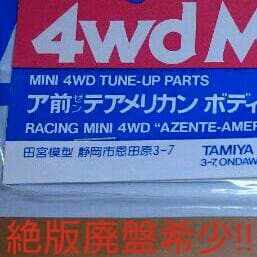 4wd M
MINI 4WD TUNE-UP PARTS
ア前ゼンテアメリカン ボディ
RACING MINI 4WD "AZENTE-AMER
田宮模型 静岡市恩田原3-7
TAMIYA
3-7, ONDAW
絶版廃盤希少!!